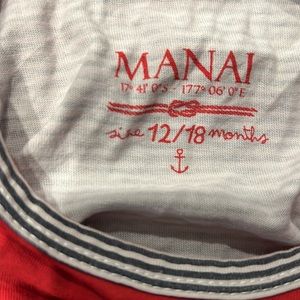 MANAI
17° 41' 0"S - 177° 06' 0"E
size 12/18 months